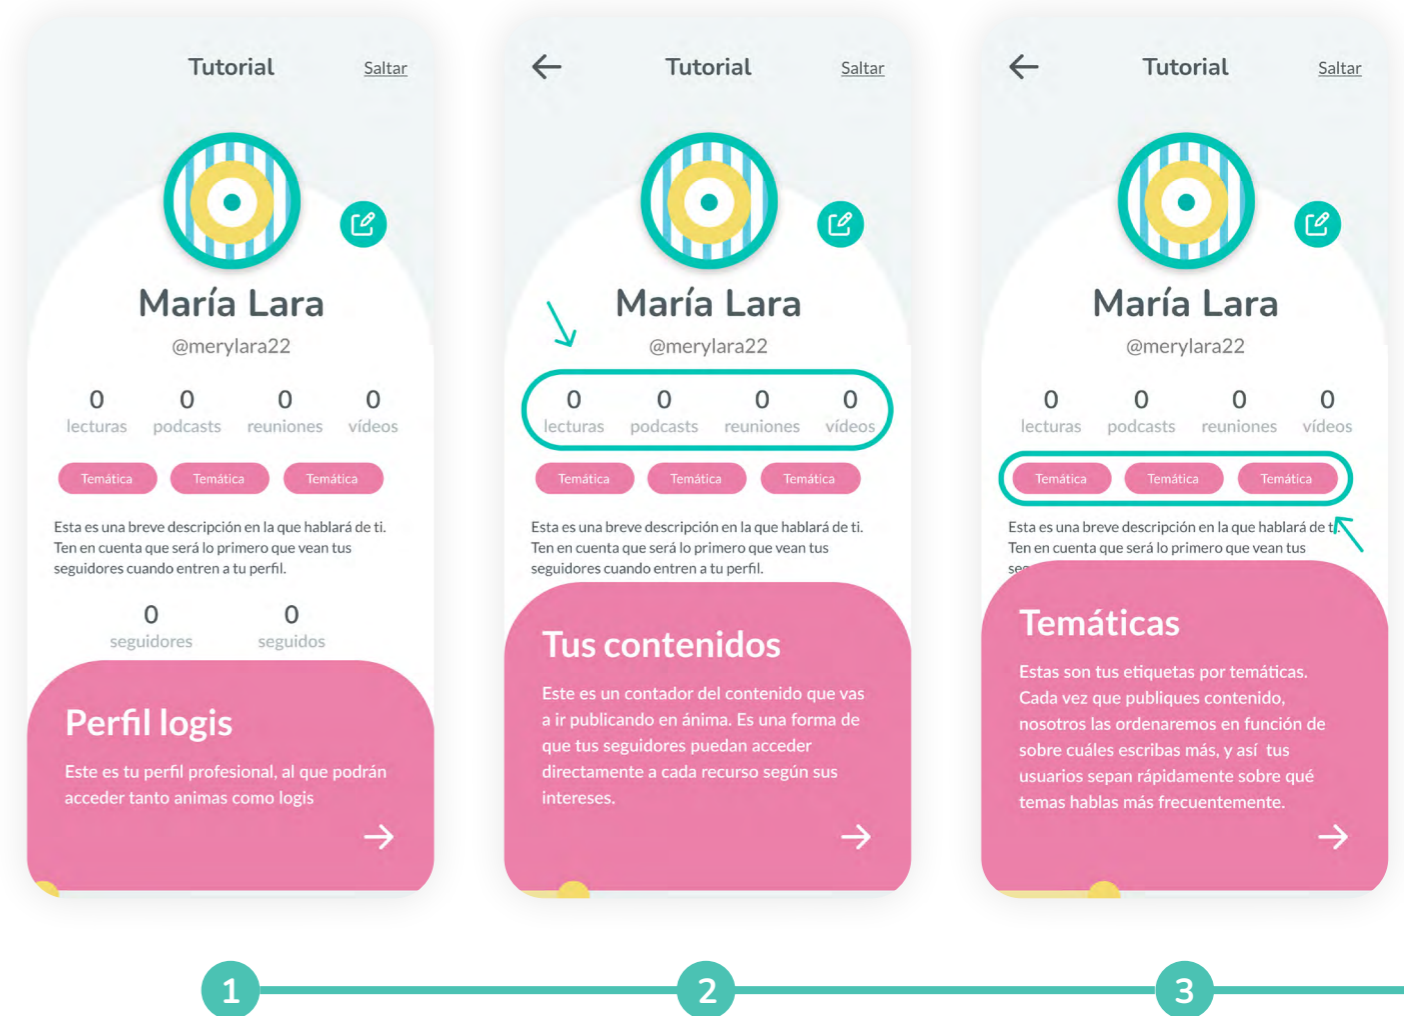 Tutorial
Saltar
María Lara
@merylara22
0 0 0 0
lecturas podcasts reuniones vídeos
Temática Temática Temática
Esta es una breve descripción en la que hablará de ti.
Ten en cuenta que será lo primero que vean tus
seguidores cuando entren a tu perfil.
0 0
seguidores seguidos
Perfil logis
Este es tu perfil profesional, al que podrán
acceder tanto animas como logis
1
Tutorial
Saltar
María Lara
@merylara22
0 0 0 0
lecturas podcasts reuniones vídeos
Temática Temática Temática
Esta es una breve descripción en la que hablará de ti.
Ten en cuenta que será lo primero que vean tus
seguidores cuando entren a tu perfil.
Tus contenidos
Este es un contador del contenido que vas
a ir publicando en ánima. Es una forma de
que tus seguidores puedan acceder
directamente a cada recurso según sus
intereses.
2
Tutorial
Saltar
María Lara
@merylara22
0 0 0 0
lecturas podcasts reuniones vídeos
Temática Temática Temática
Esta es una breve descripción en la que hablará de ti.
Ten en cuenta que será lo primero que vean tus
Temáticas
Estas son tus etiquetas por temáticas.
Cada vez que publiques contenido,
nosotros las ordenaremos en función de
sobre cuáles escribas más, y así tus
usuarios sepan rápidamente sobre qué
temas hablas más frecuentemente.
3